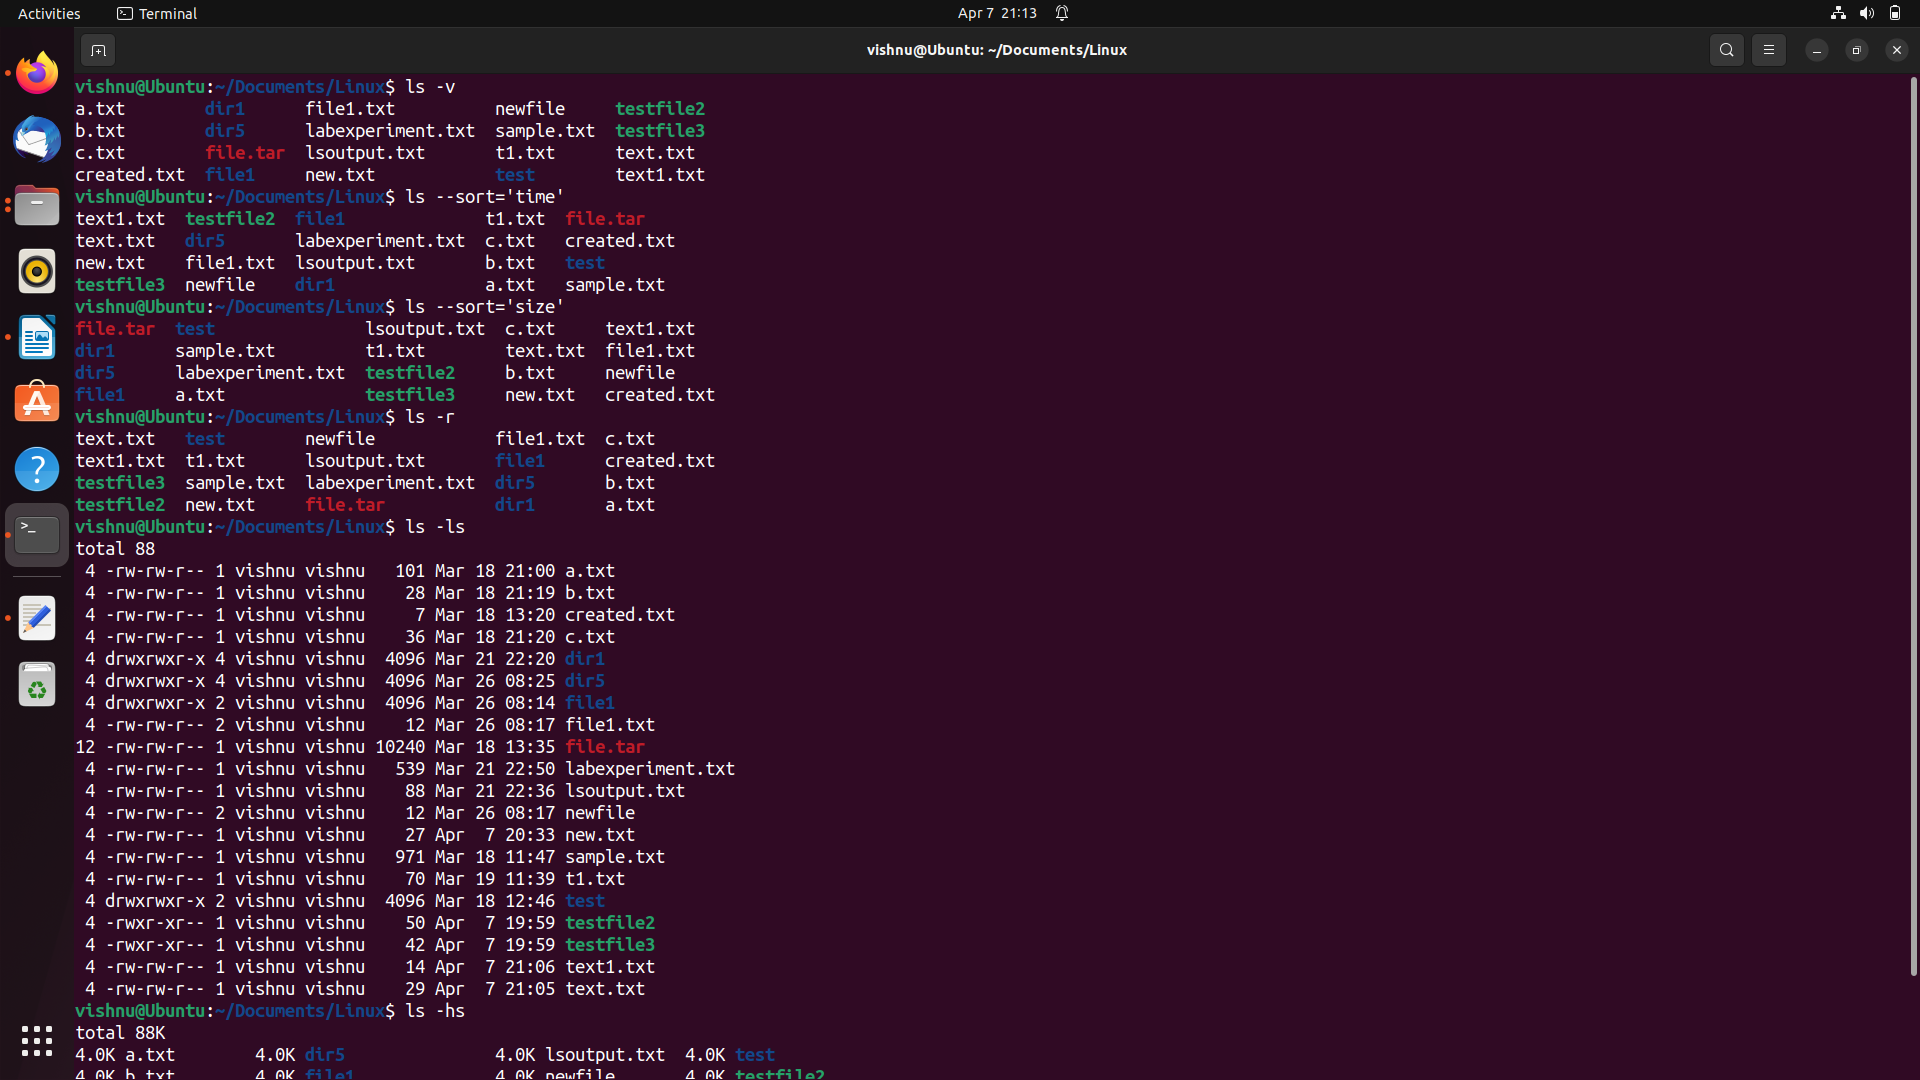 Activities Terminal Apr 7 21:13
vishnu@Ubuntu: ~/Documents/Linux
vishnu@Ubuntu:~/Documents/Linux$ ls -v
a.txt dir1 file1.txt newfile testfile2
b.txt dir5 labexperiment.txt sample.txt testfile3
c.txt file.tar lsoutput.txt t1.txt text.txt
created.txt file1 new.txt test text1.txt
vishnu@Ubuntu:~/Documents/Linux$ ls --sort='time'
text1.txt testfile2 file1 t1.txt file.tar
text.txt dir5 labexperiment.txt c.txt created.txt
new.txt file1.txt lsoutput.txt b.txt test
testfile3 newfile dir1 a.txt sample.txt
vishnu@Ubuntu:~/Documents/Linux$ ls --sort='size'
file.tar test lsoutput.txt c.txt text1.txt
dir1 sample.txt t1.txt text.txt file1.txt
dir5 labexperiment.txt testfile2 b.txt newfile
file1 a.txt testfile3 new.txt created.txt
vishnu@Ubuntu:~/Documents/Linux$ ls -r
text.txt test newfile file1.txt c.txt
text1.txt t1.txt lsoutput.txt file1 created.txt
testfile3 sample.txt labexperiment.txt dir5 b.txt
testfile2 new.txt file.tar dir1 a.txt
vishnu@Ubuntu:~/Documents/Linux$ ls -ls
total 88
4 -rw-rw-r-- 1 vishnu vishnu 101 Mar 18 21:00 a.txt
4 -rw-rw-r-- 1 vishnu vishnu 28 Mar 18 21:19 b.txt
4 -rw-rw-r-- 1 vishnu vishnu 7 Mar 18 13:20 created.txt
4 -rw-rw-r-- 1 vishnu vishnu 36 Mar 18 21:20 c.txt
4 drwxrwxr-x 4 vishnu vishnu 4096 Mar 21 22:20 dir1
4 drwxrwxr-x 4 vishnu vishnu 4096 Mar 26 08:25 dir5
4 drwxrwxr-x 2 vishnu vishnu 4096 Mar 26 08:14 file1
4 -rw-rw-r-- 2 vishnu vishnu 12 Mar 26 08:17 file1.txt
12 -rw-rw-r-- 1 vishnu vishnu 10240 Mar 18 13:35 file.tar
4 -rw-rw-r-- 1 vishnu vishnu 539 Mar 21 22:50 labexperiment.txt
4 -rw-rw-r-- 1 vishnu vishnu 88 Mar 21 22:36 lsoutput.txt
4 -rw-rw-r-- 2 vishnu vishnu 12 Mar 26 08:17 newfile
4 -rw-rw-r-- 1 vishnu vishnu 27 Apr 7 20:33 new.txt
4 -rw-rw-r-- 1 vishnu vishnu 971 Mar 18 11:47 sample.txt
4 -rw-rw-r-- 1 vishnu vishnu 70 Mar 19 11:39 t1.txt
4 drwxrwxr-x 2 vishnu vishnu 4096 Mar 18 12:46 test
4 -rwxr-xr-- 1 vishnu vishnu 50 Apr 7 19:59 testfile2
4 -rwxr-xr-- 1 vishnu vishnu 42 Apr 7 19:59 testfile3
4 -rw-rw-r-- 1 vishnu vishnu 14 Apr 7 21:06 text1.txt
4 -rw-rw-r-- 1 vishnu vishnu 29 Apr 7 21:05 text.txt
vishnu@Ubuntu:~/Documents/Linux$ ls -hs
total 88K
4.0K a.txt 4.0K dir5 4.0K lsoutput.txt 4.0K test
4.0K b.txt 4.0K file1 4.0K newfile 4.0K testfile2